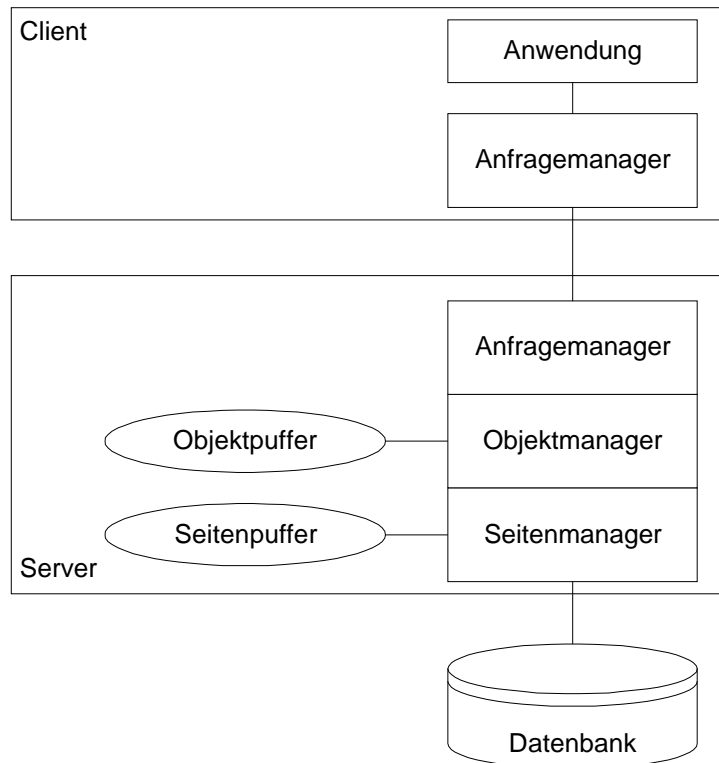 Client
Anwendung
Anfragemanager
Anfragemanager
Objektpuffer
Objektmanager
Seitenpuffer
Seitenmanager
Server
Datenbank